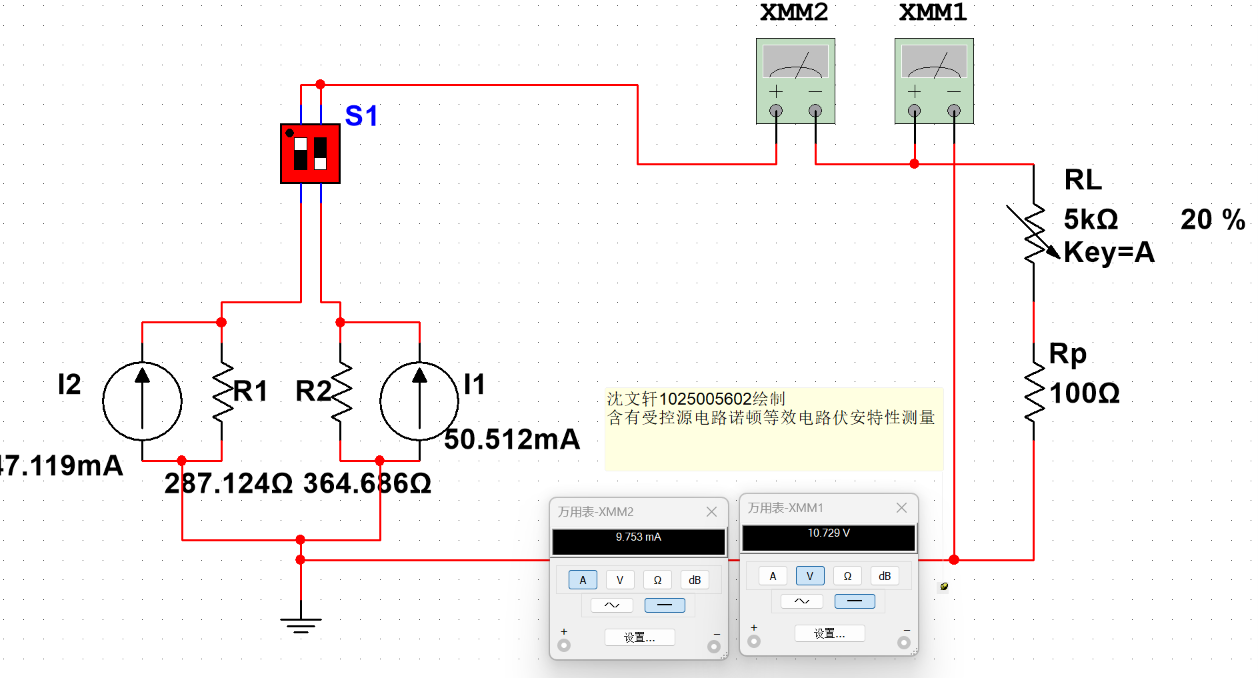 XMM2
XMM1
S1
RL
5kΩ
20 %
Key=A
I2
R1
R2
I1
Rp
100Ω
50.512mA
47.119mA
287.124Ω
364.686Ω
沈文轩1025005602绘制
含有受控源电路诺顿等效电路伏安特性测量
万用表-XMM2
9.753 mA
A
V
Ω
dB
设置...
万用表-XMM1
10.729 V
A
V
Ω
dB
设置...